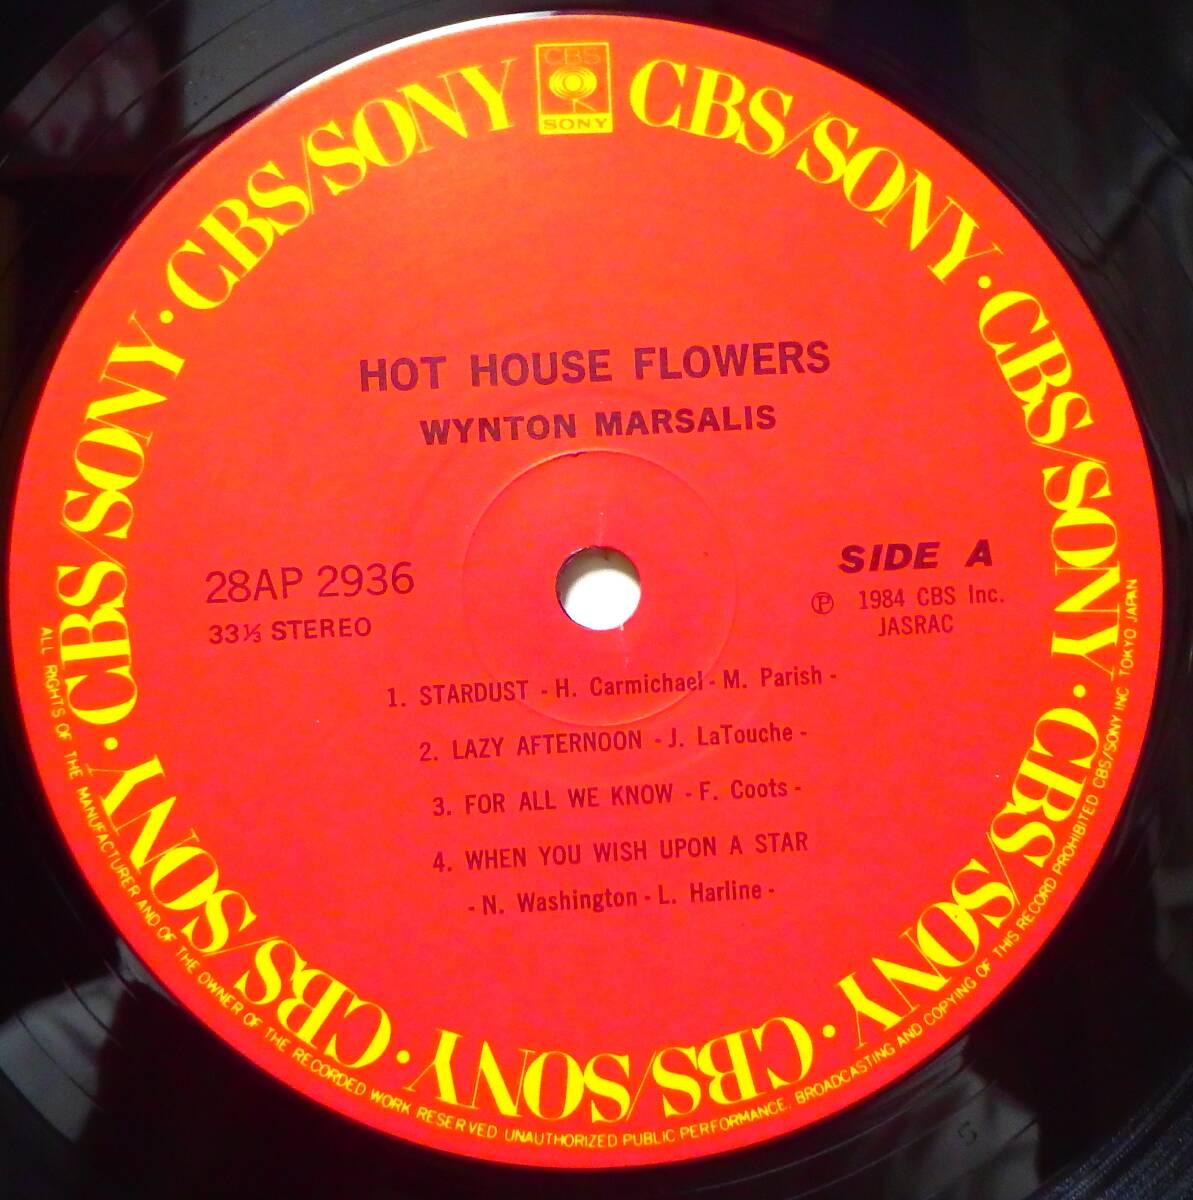 CBS
SONY
CBS/SONY · CBS/SONY · CBS/SONY · CBS/SONY · CBS/SONY · CBS/SONY · CBS/SONY · CBS/SONY
HOT HOUSE FLOWERS
WYNTON MARSALIS
28AP 2936
33⅓ STEREO
SIDE A
Ⓟ 1984 CBS Inc.
JASRAC
1. STARDUST - H. Carmichael - M. Parish -
2. LAZY AFTERNOON - J. LaTouche -
3. FOR ALL WE KNOW - F. Coots -
4. WHEN YOU WISH UPON A STAR
- N. Washington - L. Harline -
ALL RIGHTS OF THE MANUFACTURER AND OF THE OWNER OF THE RECORDED WORK RESERVED UNAUTHORIZED PUBLIC PERFORMANCE. BROADCASTING AND COPYING OF THIS RECORD PROHIBITED CBS/SONY INC TOKYO JAPAN